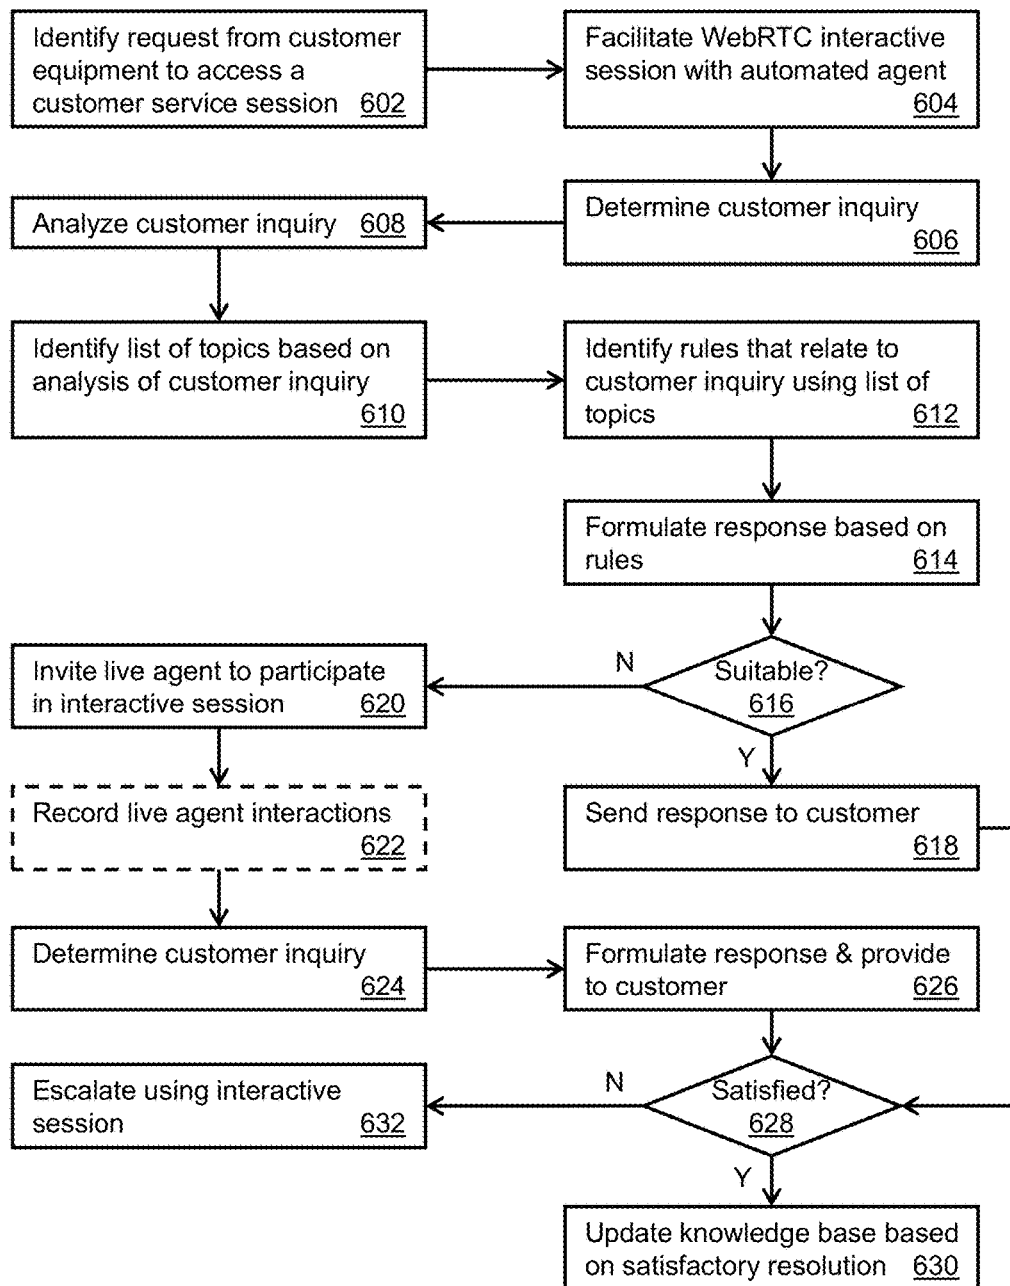 Identify request from customer
equipment to access a
customer service session 602
Facilitate WebRTC interactive
session with automated agent
604
Determine customer inquiry
606
Analyze customer inquiry 608
Identify list of topics based on
analysis of customer inquiry
610
Identify rules that relate to
customer inquiry using list of
topics 612
Formulate response based on
rules 614
Suitable?
616
N
Y
Send response to customer
618
Invite live agent to participate
in interactive session 620
Record live agent interactions
622
Determine customer inquiry
624
Formulate response & provide
to customer 626
Satisfied?
628
N
Y
Escalate using interactive
session 632
Update knowledge base based
on satisfactory resolution 630